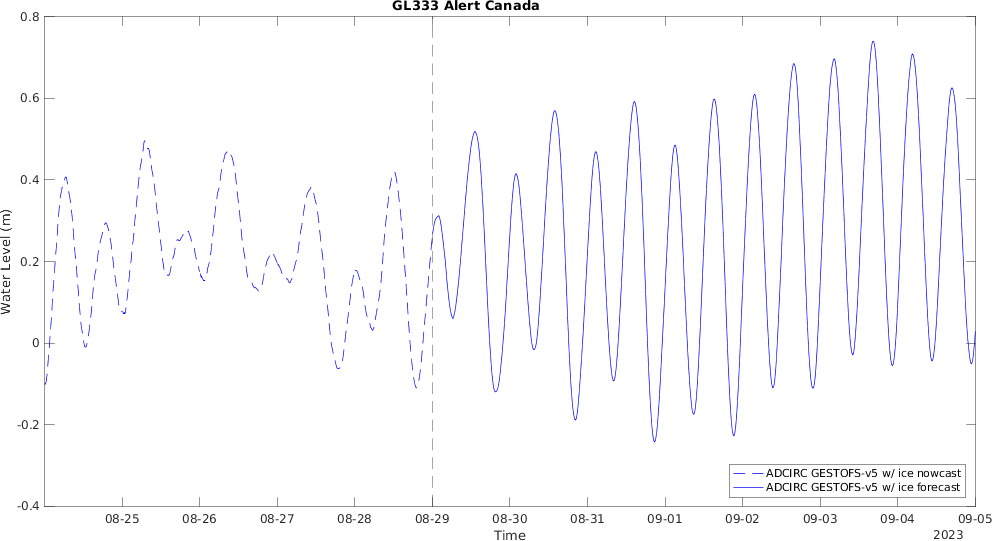 GL333 Alert Canada
0.8
0.6
0.4
0.2
0
-0.2
-0.4
Water Level (m)
ADCIRC GESTOFS-v5 w/ ice nowcast
ADCIRC GESTOFS-v5 w/ ice forecast
08-25 08-26 08-27 08-28 08-29 08-30 08-31 09-01 09-02 09-03 09-04 09-05
Time
2023